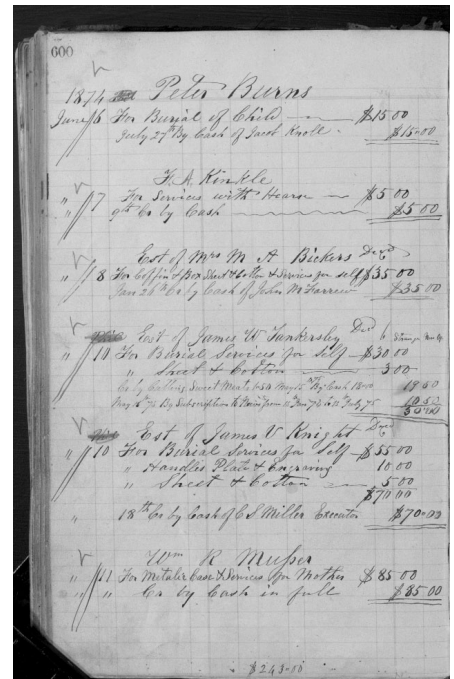 600
1874 Peter Burns
June 6 For Burial of Child $15 00
July 27th By Cash of Jacob Knoll $15-00
F. A. Kinkle
" 7 For Services with Hearse $5 00
" 9th Cr by Cash $5 00
Est of Mrs M A Bickers Decd
" 8 For Coffin & Box Sheet & Cotton & Services for self $35 00
Jan 26th Cr by Cash of John McFarren $35 00
Est of James W Tankersley Decd
" 10 For Burial Services for Self $30 00
" Sheet & Cotton 3 00
Cr by Cash
Est of James V Knight Decd
" 10 For Burial Services for Self $55 00
" Handles Plate & Engraving 10 00
" Sheet & Cotton 5 00
$70 00
" 18th Cr by Cash of C S Miller Executor $70-00
Wm R Musser
" 11 For Metalic Case & Services for Mother $85 00
" " Cr by Cash in full $85 00
$243-00